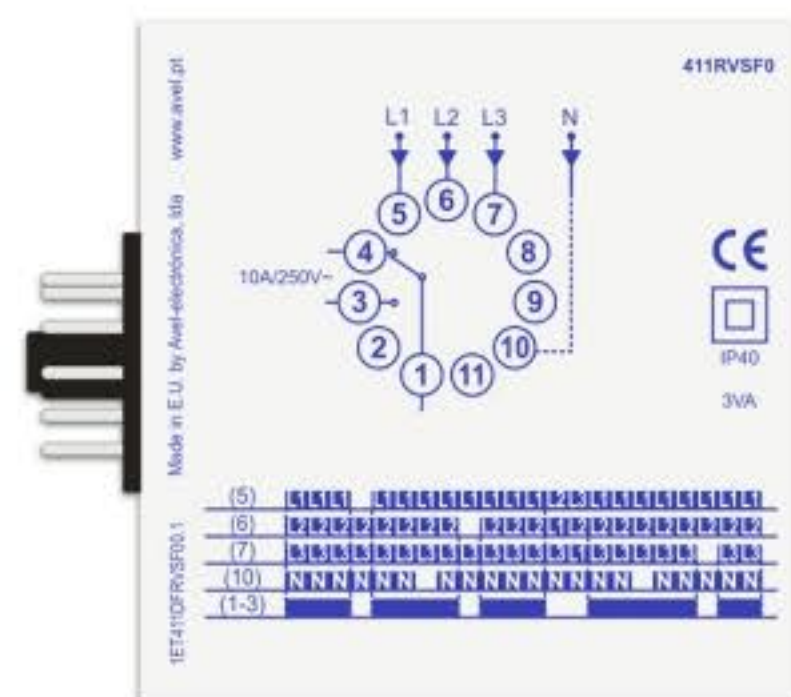 411RVSF0
L1 L2 L3 N
5 6 7
4 8
10A/250V~
3 9
2 10
1 11
CE
IP40
3VA
www.avel.pt
Made in E.U. by Avel-electrónica, lda
1ET411DFRVSF00.1
(5)
(6)
(7)
(10) N N N N N N N N N N N N N N N N N N N N
(1-3)